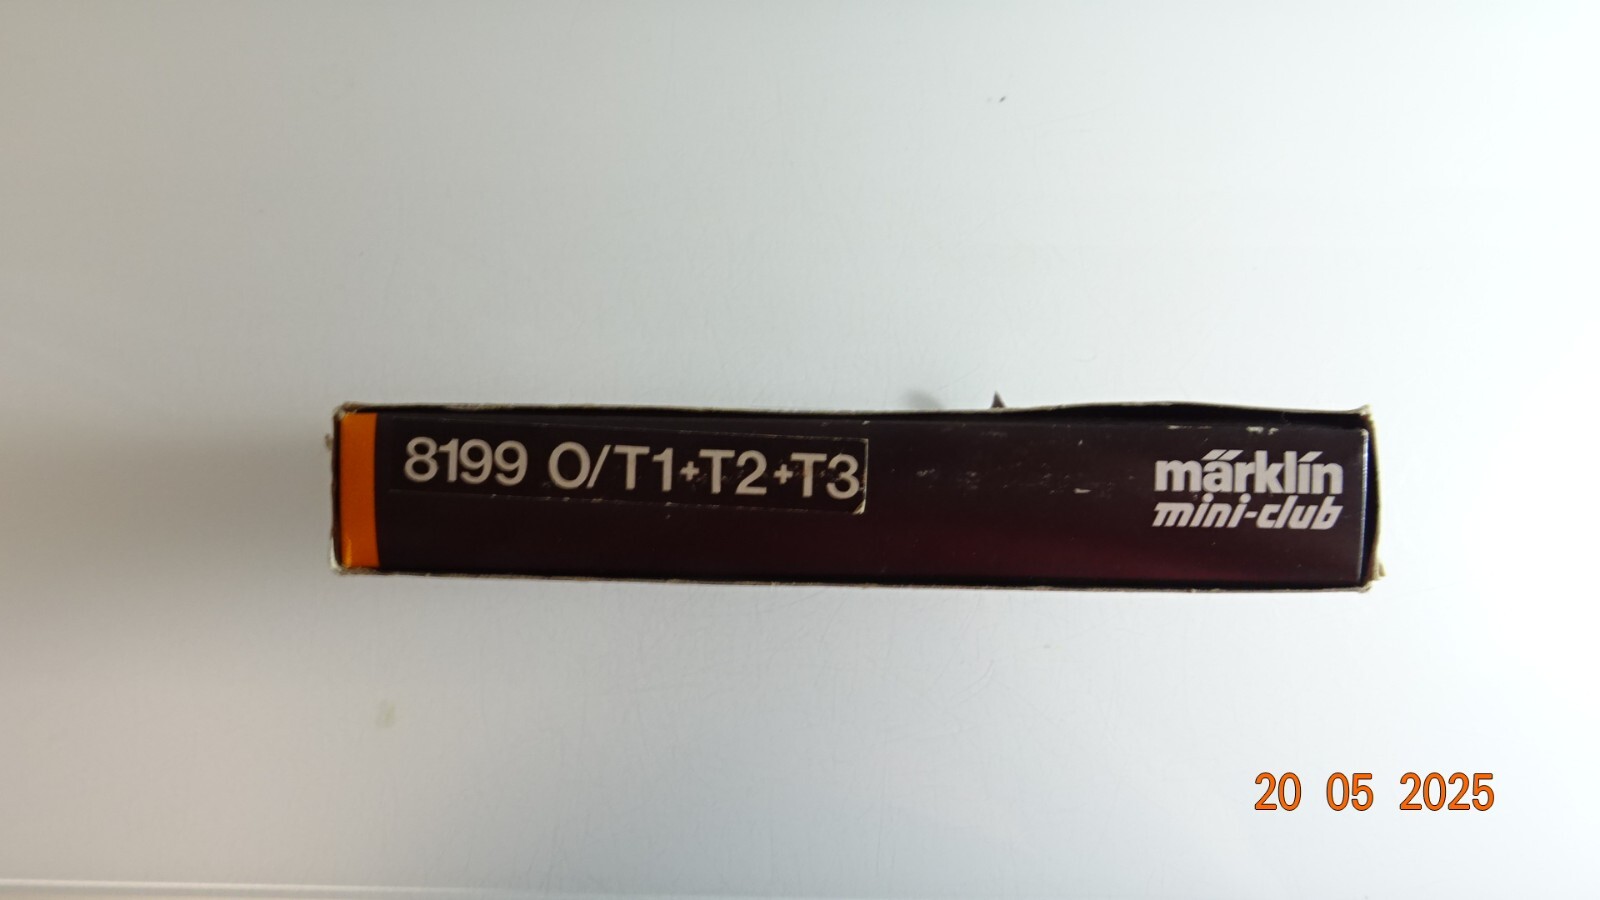 8199 O/T1+T2+T3
märklin
mini-club
20 05 2025